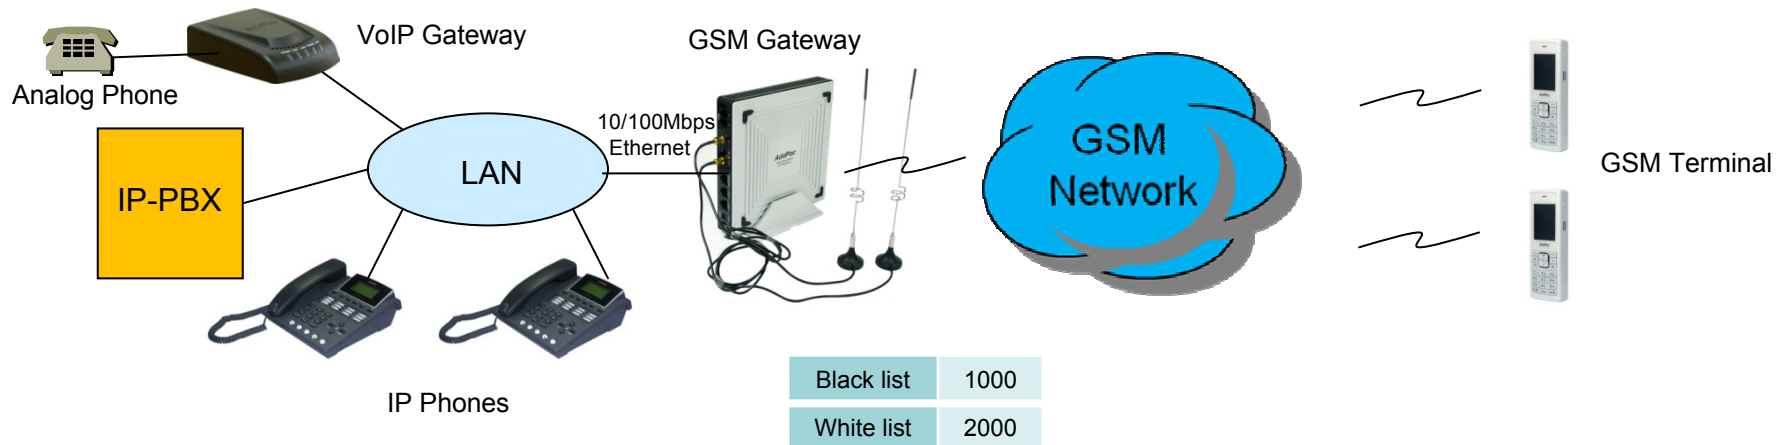 VoIP Gateway
GSM Gateway
Analog Phone
10/100Mbps
Ethernet
AddPac
GSM
Network
LAN
IP-PBX
GSM Terminal
IP Phones
Black list 1000
White list 2000